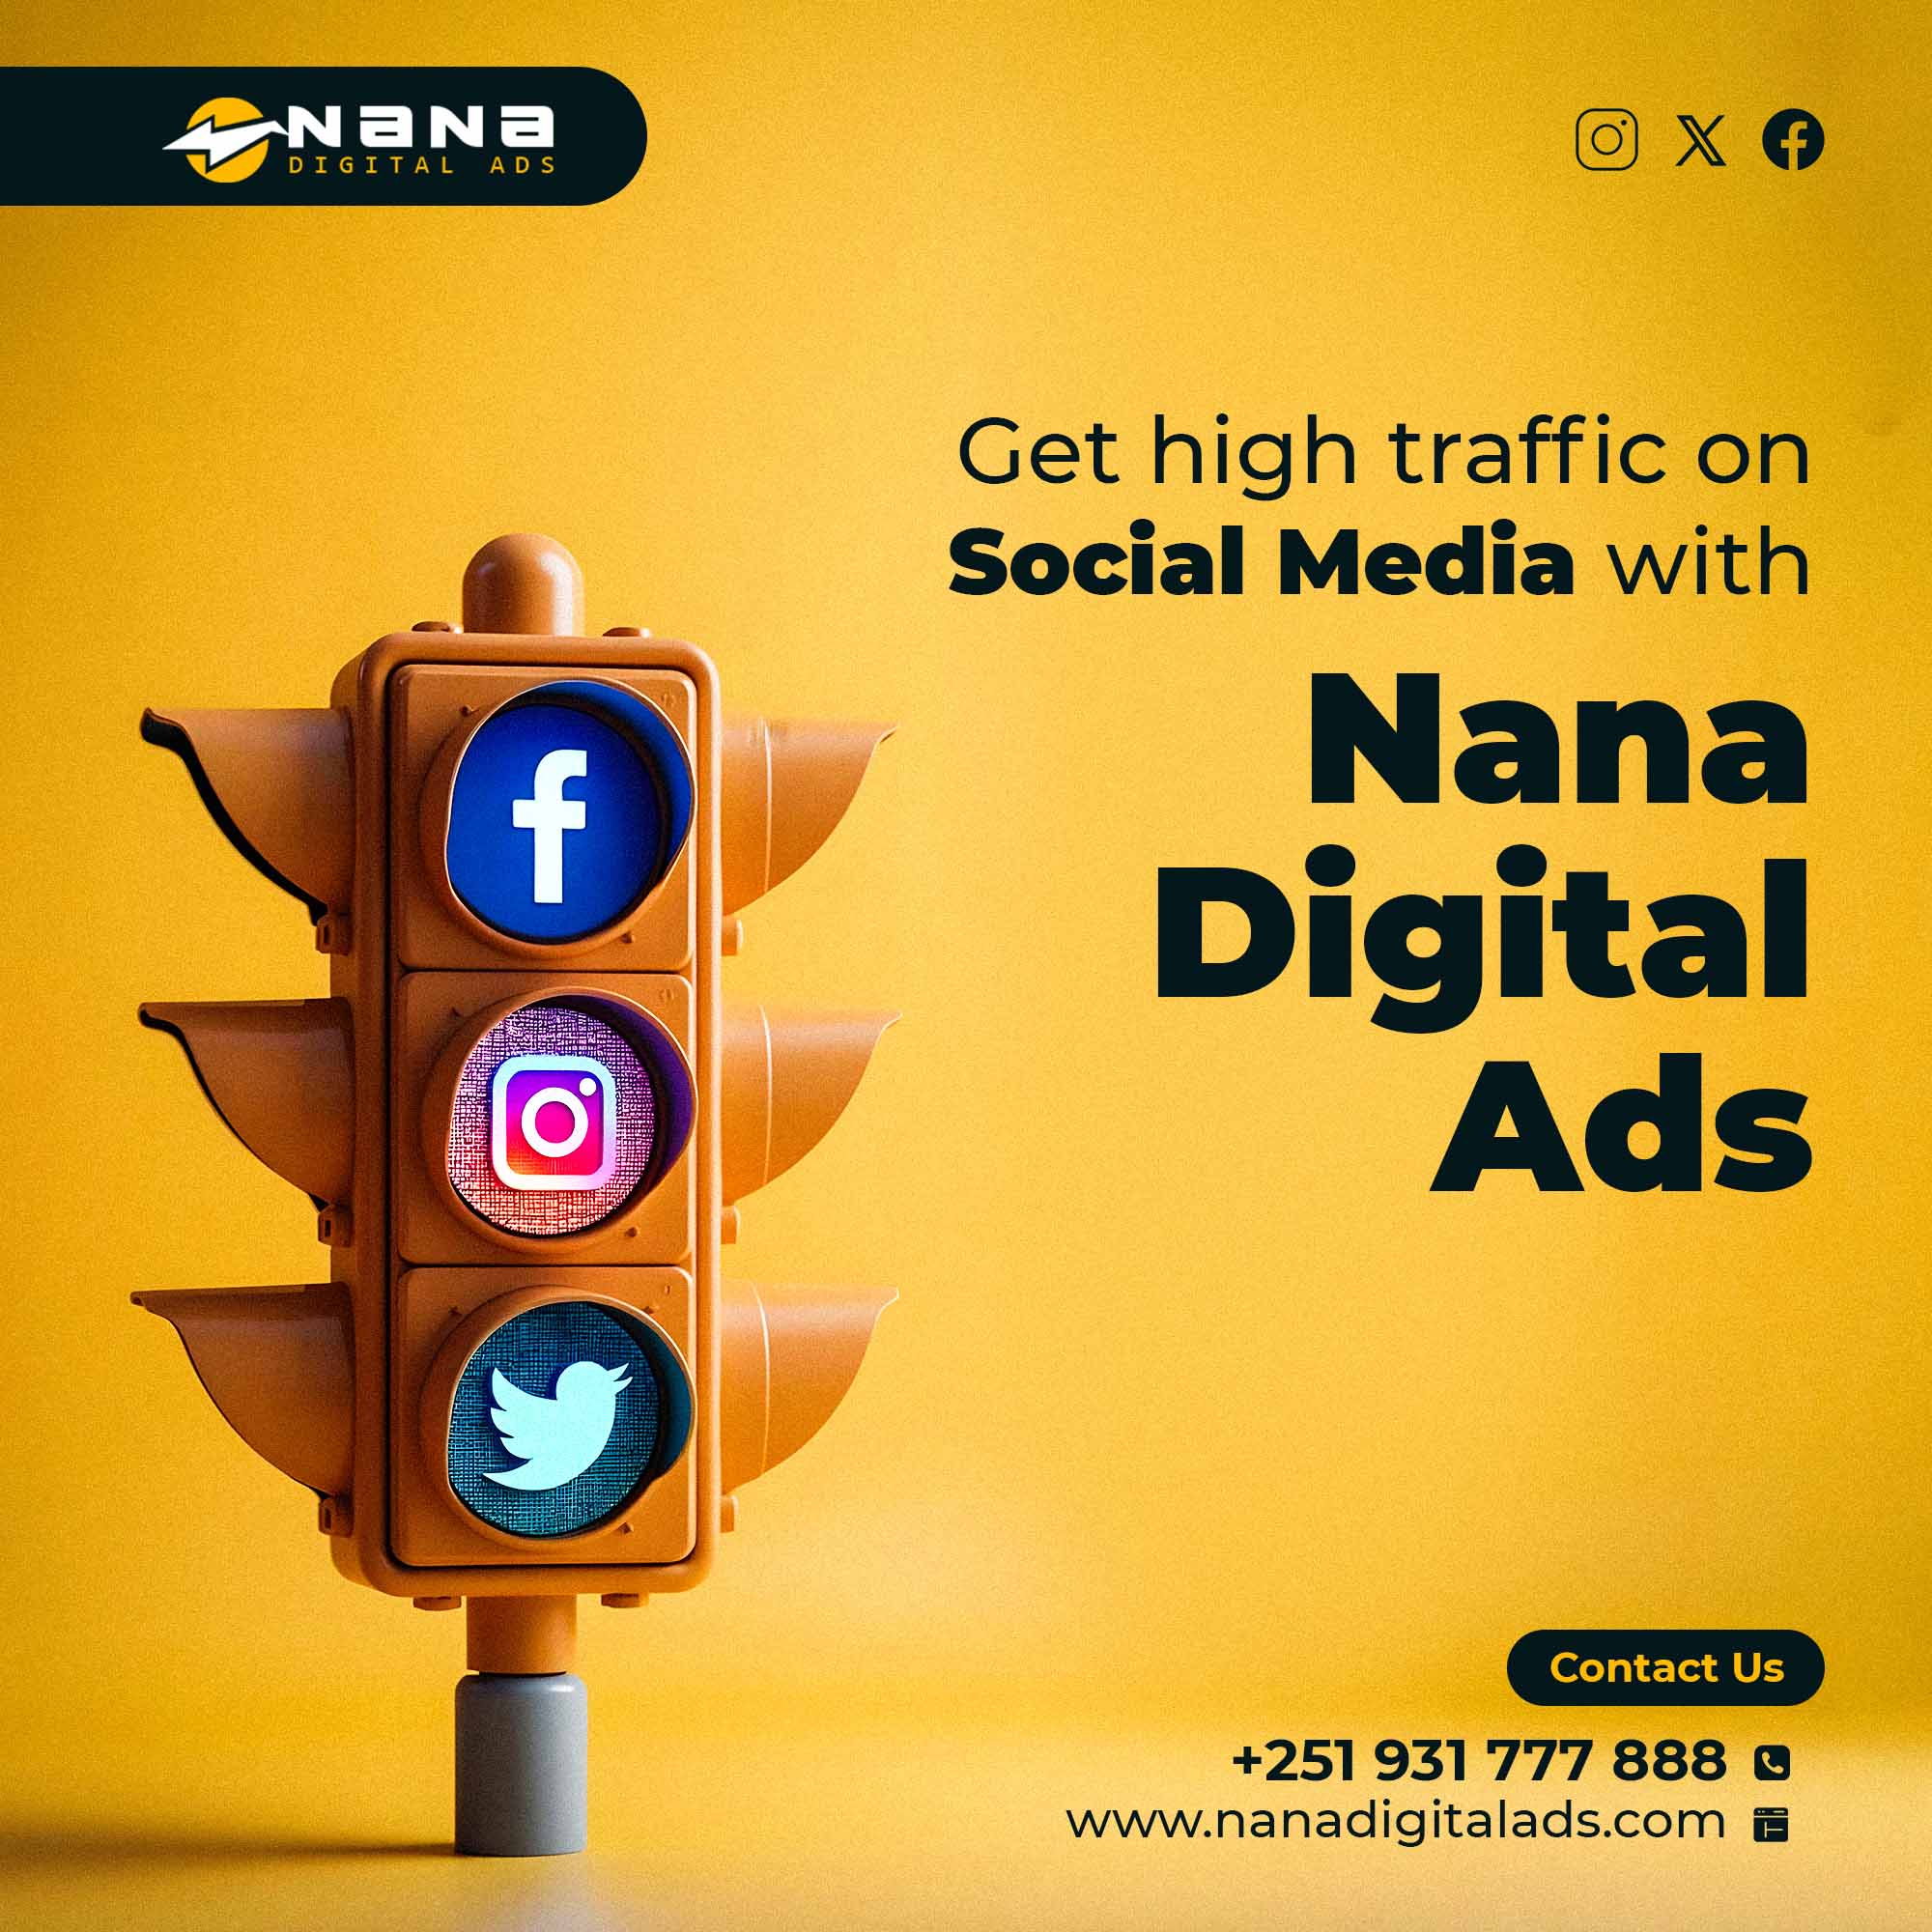 NaNa
DIGITAL ADS
Get high traffic on
Social Media with
Nana
Digital
Ads
Contact Us
+251 931 777 888
www.nanadigitalads.com